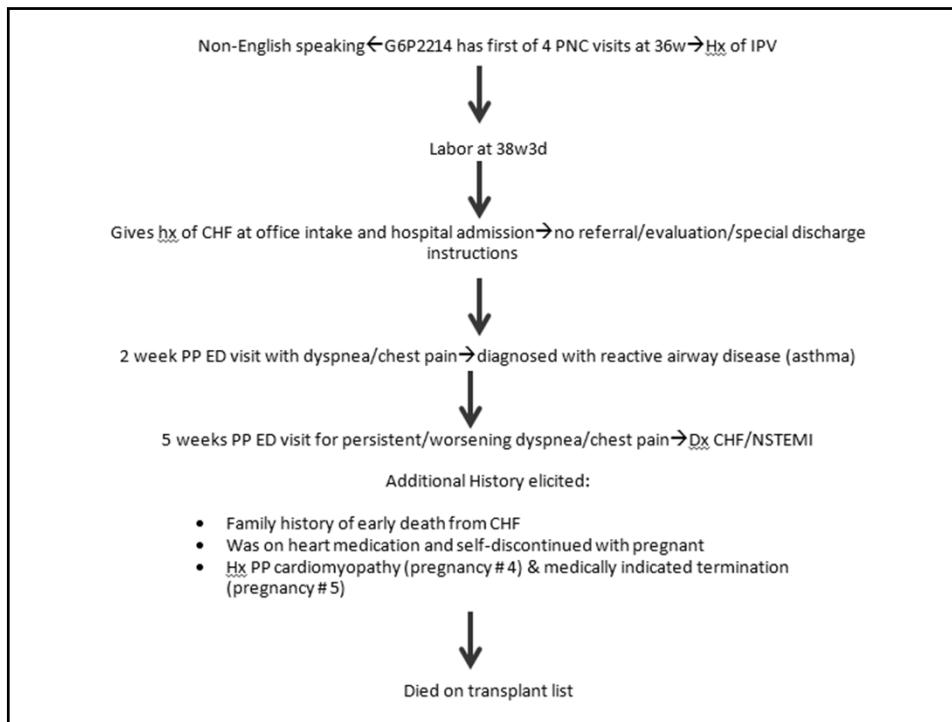 Non-English speaking←G6P2214 has first of 4 PNC visits at 36w→Hx of IPV
Labor at 38w3d
Gives hx of CHF at office intake and hospital admission→no referral/evaluation/special discharge
instructions
2 week PP ED visit with dyspnea/chest pain→diagnosed with reactive airway disease (asthma)
5 weeks PP ED visit for persistent/worsening dyspnea/chest pain→Dx CHF/NSTEMI
Additional History elicited:
• Family history of early death from CHF
• Was on heart medication and self-discontinued with pregnant
• Hx PP cardiomyopathy (pregnancy # 4) & medically indicated termination
(pregnancy # 5)
Died on transplant list